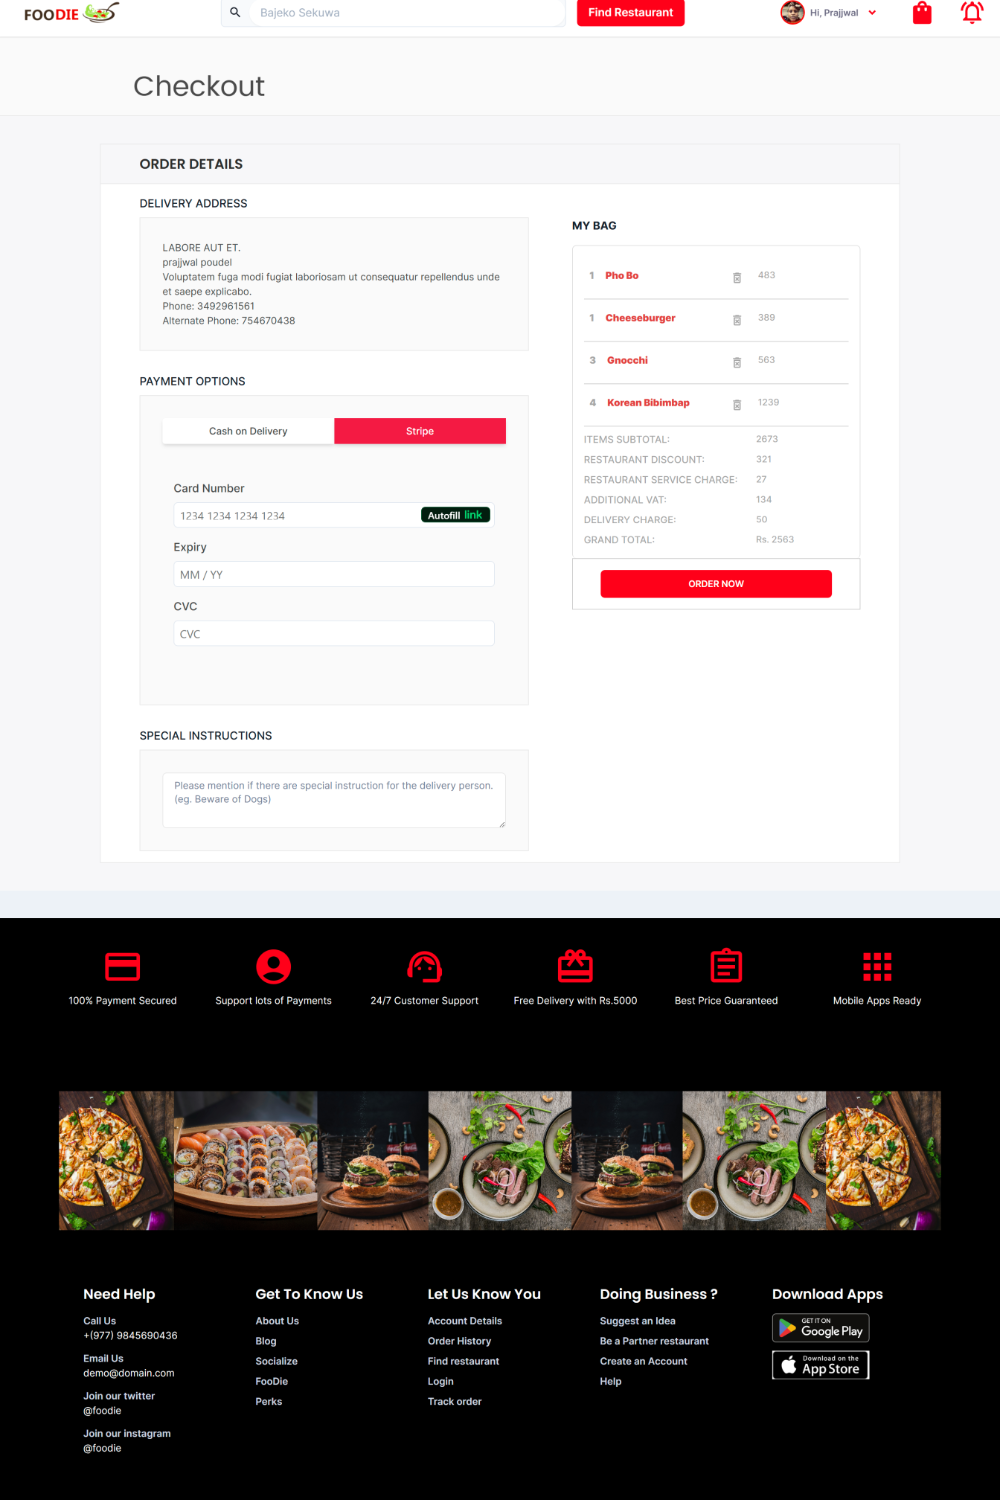 FOODIE
Bajeko Sekuwa
Find Restaurant
Hi, Prajjwal
Checkout
ORDER DETAILS
DELIVERY ADDRESS
LABORE AUT ET.
prajjwal poudel
Voluptatem fuga modi fugiat laboriosam ut consequatur repellendus unde
et saepe explicabo.
Phone: 3492961561
Alternate Phone: 754670438
PAYMENT OPTIONS
Cash on Delivery
Stripe
Card Number
1234 1234 1234 1234
Autofill link
Expiry
MM / YY
CVC
CVC
SPECIAL INSTRUCTIONS
Please mention if there are special instruction for the delivery person.
(eg. Beware of Dogs)
MY BAG
1 Pho Bo 483
1 Cheeseburger 389
3 Gnocchi 563
4 Korean Bibimbap 1239
ITEMS SUBTOTAL: 2673
RESTAURANT DISCOUNT: 321
RESTAURANT SERVICE CHARGE: 27
ADDITIONAL VAT: 134
DELIVERY CHARGE: 50
GRAND TOTAL: Rs. 2563
ORDER NOW
100% Payment Secured
Support lots of Payments
24/7 Customer Support
Free Delivery with Rs.5000
Best Price Guaranteed
Mobile Apps Ready
Need Help
Call Us
+(977) 9845690436
Email Us
demo@domain.com
Join our twitter
@foodie
Join our instagram
@foodie
Get To Know Us
About Us
Blog
Socialize
FooDie
Perks
Let Us Know You
Account Details
Order History
Find restaurant
Login
Track order
Doing Business ?
Suggest an Idea
Be a Partner restaurant
Create an Account
Help
Download Apps
GET IT ON
Google Play
Download on the
App Store